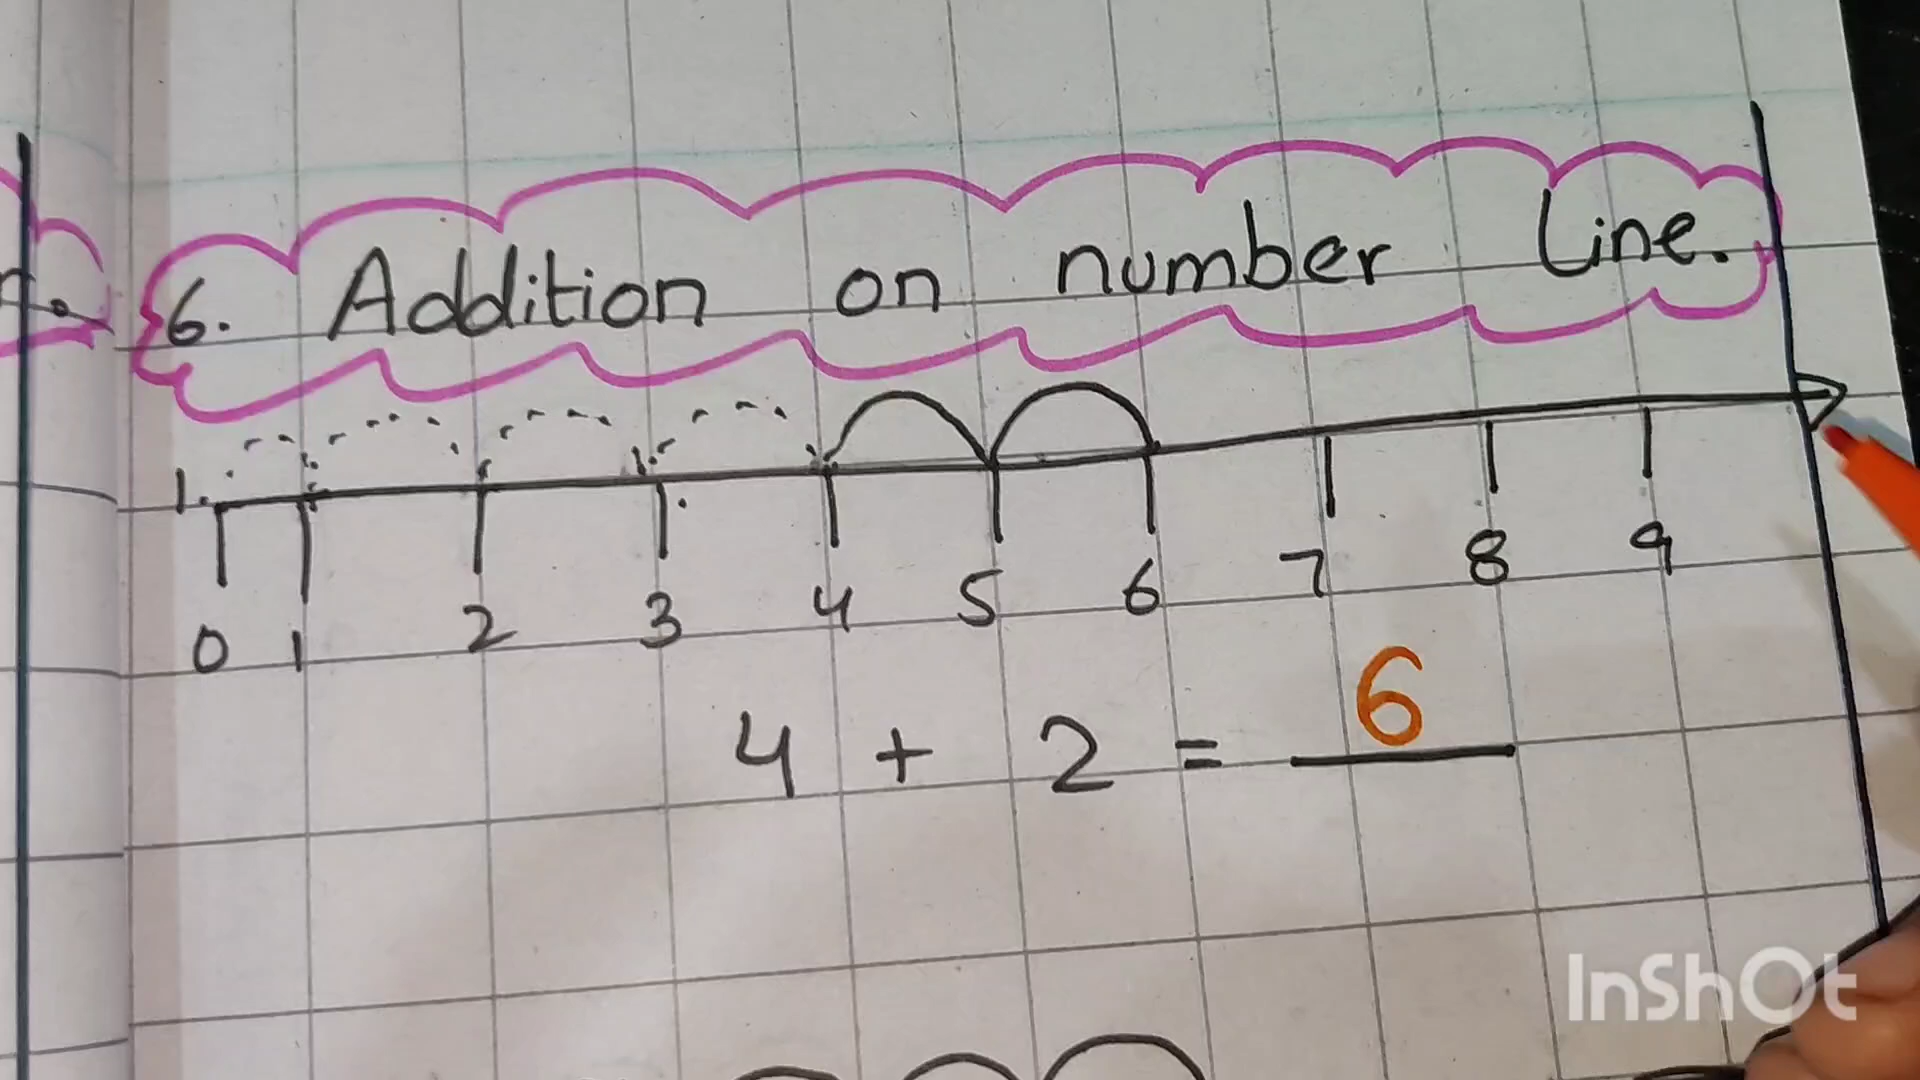 6. Addition on number line.
0 1 2 3 4 5 6 7 8 9
4 + 2 = 6
InShOt